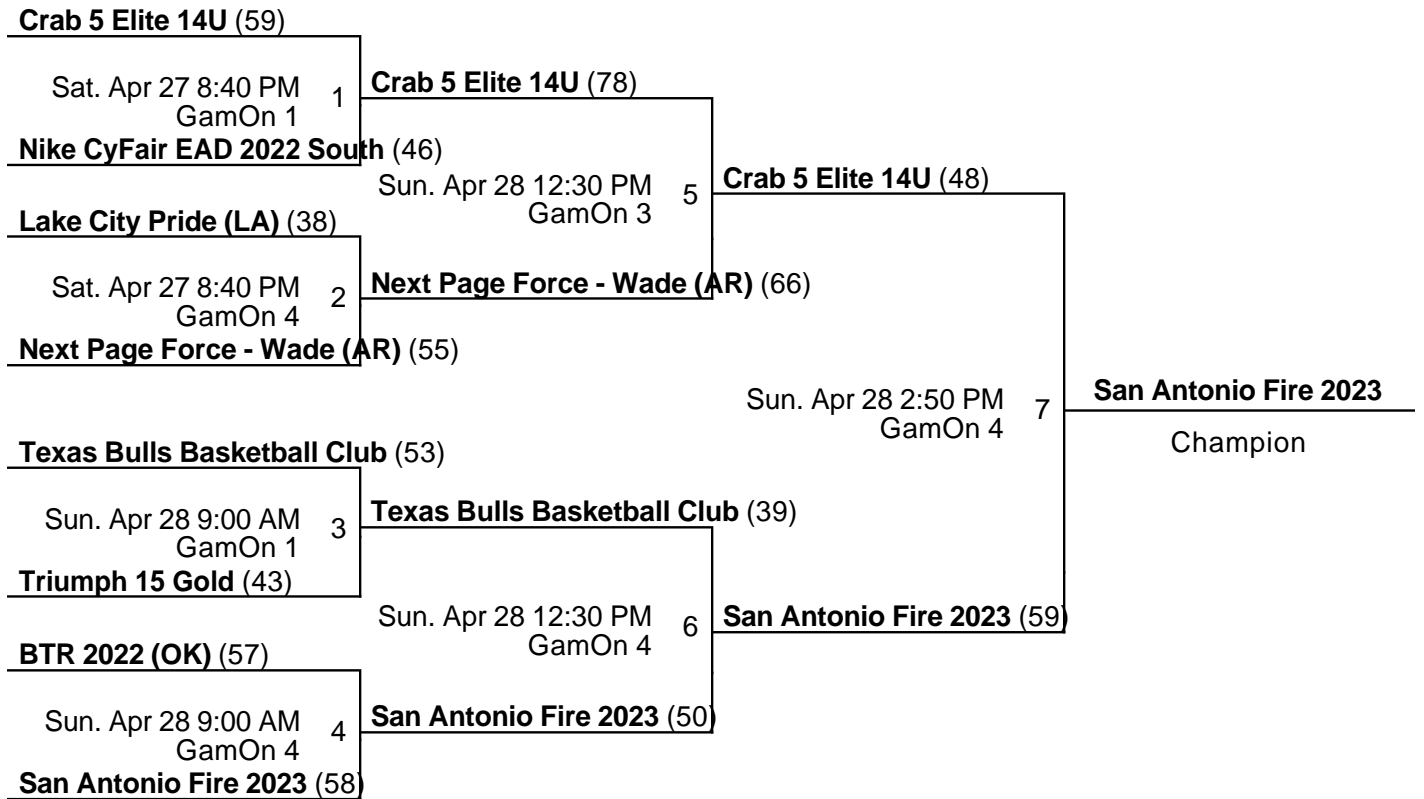 Crab 5 Elite 14U (59)
Sat. Apr 27 8:40 PM
GamOn 1
1
Nike CyFair EAD 2022 South (46)
Lake City Pride (LA) (38)
Sat. Apr 27 8:40 PM
GamOn 4
2
Next Page Force - Wade (AR) (55)
Texas Bulls Basketball Club (53)
Sun. Apr 28 9:00 AM
GamOn 1
3
Triumph 15 Gold (43)
BTR 2022 (OK) (57)
Sun. Apr 28 9:00 AM
GamOn 4
4
San Antonio Fire 2023 (58)
Crab 5 Elite 14U (78)
Sun. Apr 28 12:30 PM
GamOn 3
5
Next Page Force - Wade (AR) (66)
Texas Bulls Basketball Club (39)
Sun. Apr 28 12:30 PM
GamOn 4
6
San Antonio Fire 2023 (50)
Crab 5 Elite 14U (48)
Sun. Apr 28 2:50 PM
GamOn 4
7
San Antonio Fire 2023 (59)
San Antonio Fire 2023
Champion